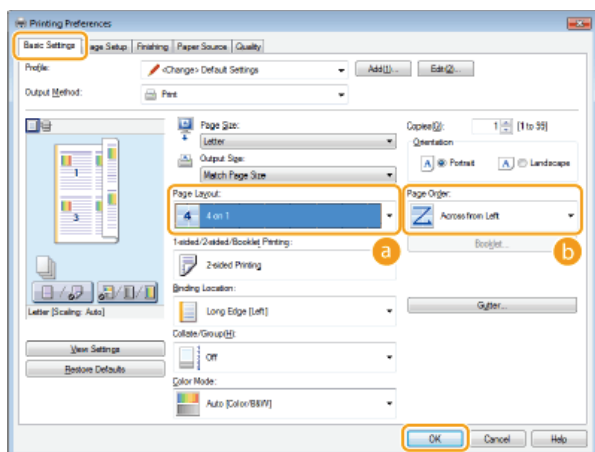 Printing Preferences
Basic Settings Page Setup Finishing Paper Source Quality
Profile: <Change> Default Settings Add(1)... Edit(2)...
Output Method: Print
Page Size: Copies(Q): 1 [1 to 99]
Letter Orientation
Output Size: A Portrait A Landscape
Match Page Size
Page Layout: Page Order:
4 4 on 1 Across from Left
a b
1-sided/2-sided/Booklet Printing: Booklet...
2-sided Printing
1
3
Binding Location:
Long Edge [Left] Gutter...
Letter [Scaling: Auto]
Collate/Group(H):
Off
View Settings
Restore Defaults
Color Mode:
Auto [Color/B&W]
OK Cancel Help